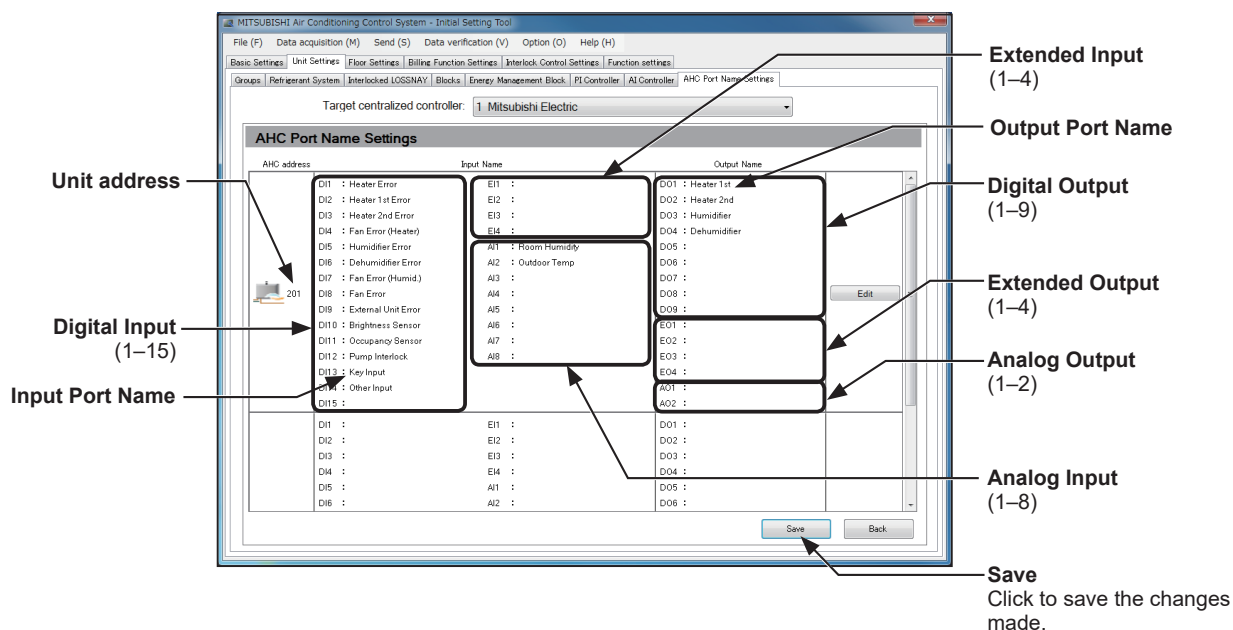 MITSUBISHI Air Conditioning Control System - Initial Setting Tool
File (F) Data acquisition (M) Send (S) Data verification (V) Option (O) Help (H)
Basic Settings Unit Settings Floor Settings Billing Function Settings Interlock Control Settings Function settings
Groups Refrigerant System Interlocked LOSSNAY Blocks Energy Management Block PI Controller AI Controller AHC Port Name Settings
Target centralized controller: 1 Mitsubishi Electric
AHC Port Name Settings
AHC address Input Name Output Name
DI1 : Heater Error EI1 : DO1 : Heater 1st
DI2 : Heater 1st Error EI2 : DO2 : Heater 2nd
DI3 : Heater 2nd Error EI3 : DO3 : Humidifier
DI4 : Fan Error (Heater) EI4 : DO4 : Dehumidifier
DI5 : Humidifier Error AI1 : Room Humidity DO5 :
DI6 : Dehumidifier Error AI2 : Outdoor Temp DO6 :
DI7 : Fan Error (Humid.) AI3 : DO7 :
201 DI8 : Fan Error AI4 : DO8 : Edit
DI9 : External Unit Error AI5 : DO9 :
DI10 : Brightness Sensor AI6 : EO1 :
DI11 : Occupancy Sensor AI7 : EO2 :
DI12 : Pump Interlock AI8 : EO3 :
DI13 : Key Input EO4 :
DI14 : Other Input AO1 :
DI15 : AO2 :
DI1 : EI1 : DO1 :
DI2 : EI2 : DO2 :
DI3 : EI3 : DO3 :
DI4 : EI4 : DO4 :
DI5 : AI1 : DO5 :
DI6 : AI2 : DO6 :
Save Back
Unit address
Digital Input
(1–15)
Input Port Name
Extended Input
(1–4)
Output Port Name
Digital Output
(1–9)
Extended Output
(1–4)
Analog Output
(1–2)
Analog Input
(1–8)
Save
Click to save the changes
made.